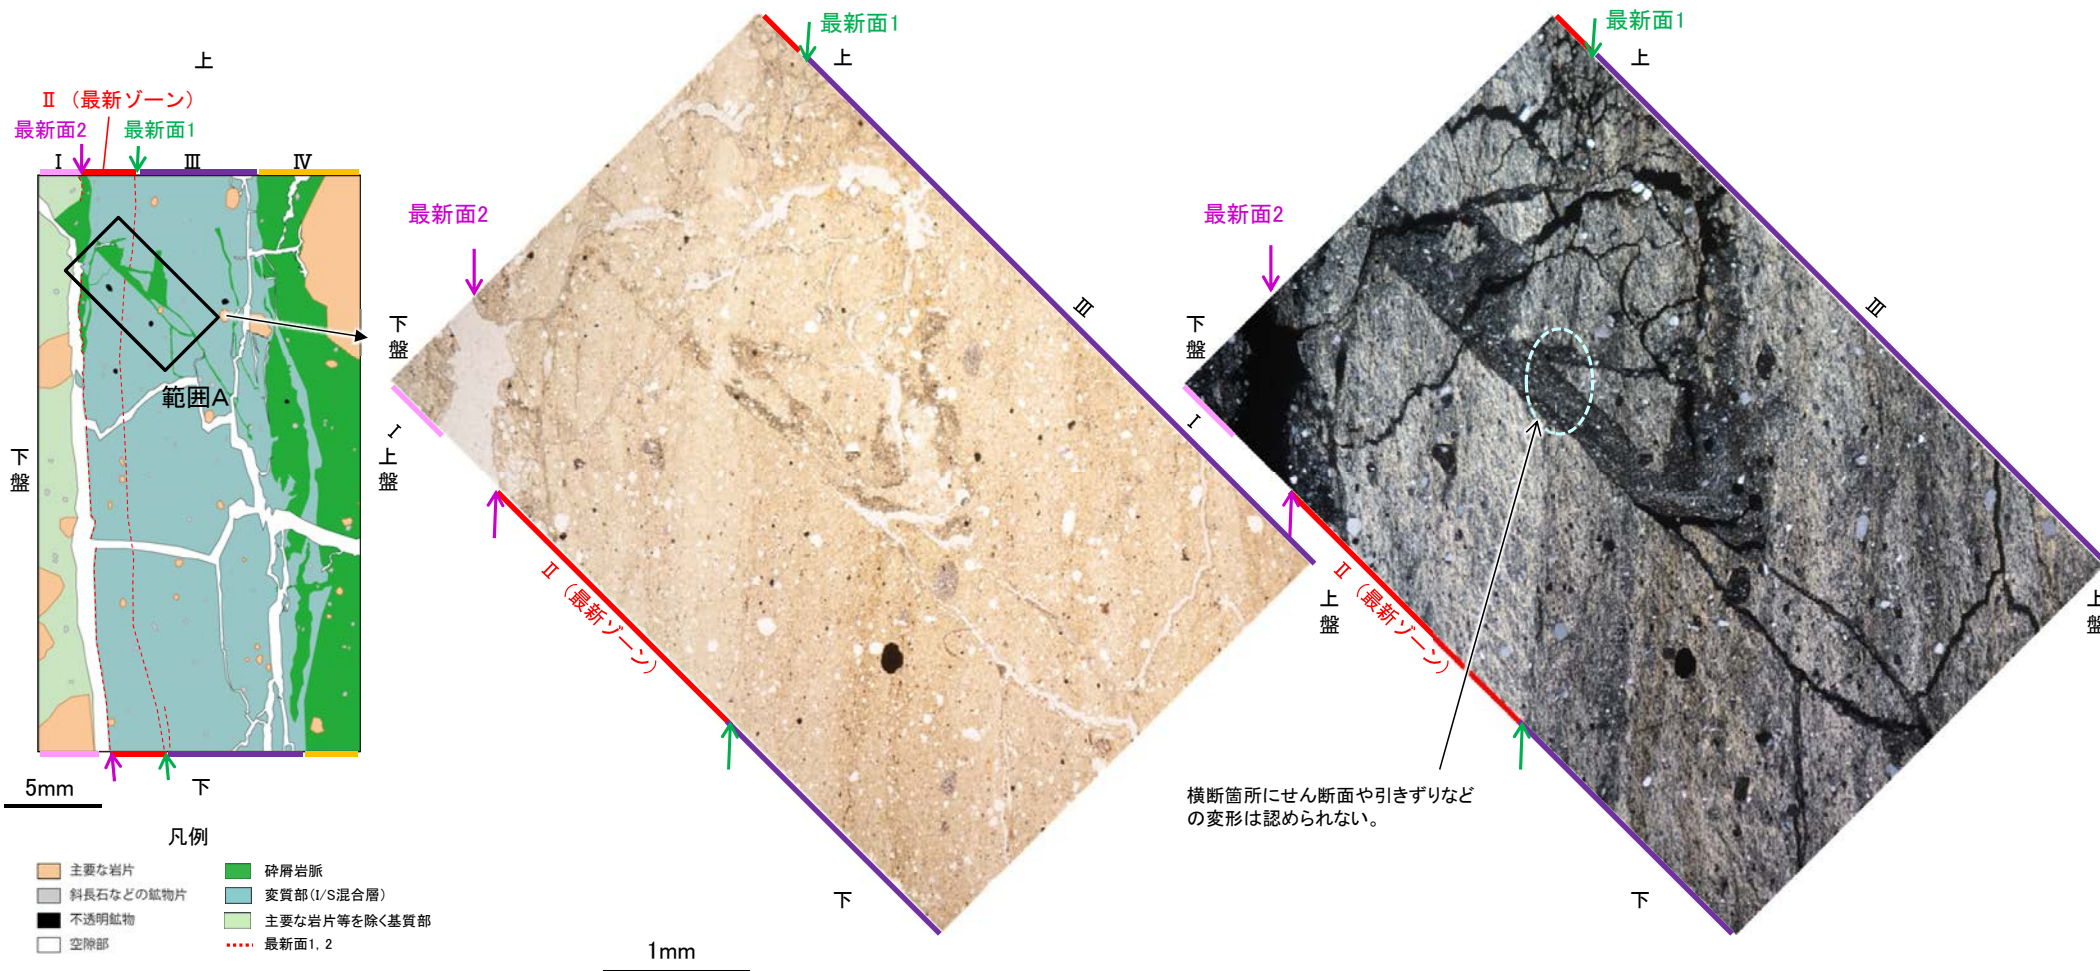 上
Ⅱ（最新ゾーン）
最新面2
最新面1
Ⅰ
Ⅲ
Ⅳ
範囲A
下盤
上盤
下
5mm
凡例
主要な岩片
斜長石などの鉱物片
不透明鉱物
空隙部
砕屑岩脈
変質部(I/S混合層)
主要な岩片等を除く基質部
最新面1, 2
最新面1
上
最新面2
下盤
Ⅰ
Ⅲ
Ⅱ（最新ゾーン）
上盤
下
1mm
最新面1
上
最新面2
下盤
Ⅰ
Ⅲ
Ⅱ（最新ゾーン）
上盤
横断箇所にせん断面や引きずりなど
の変形は認められない。
下